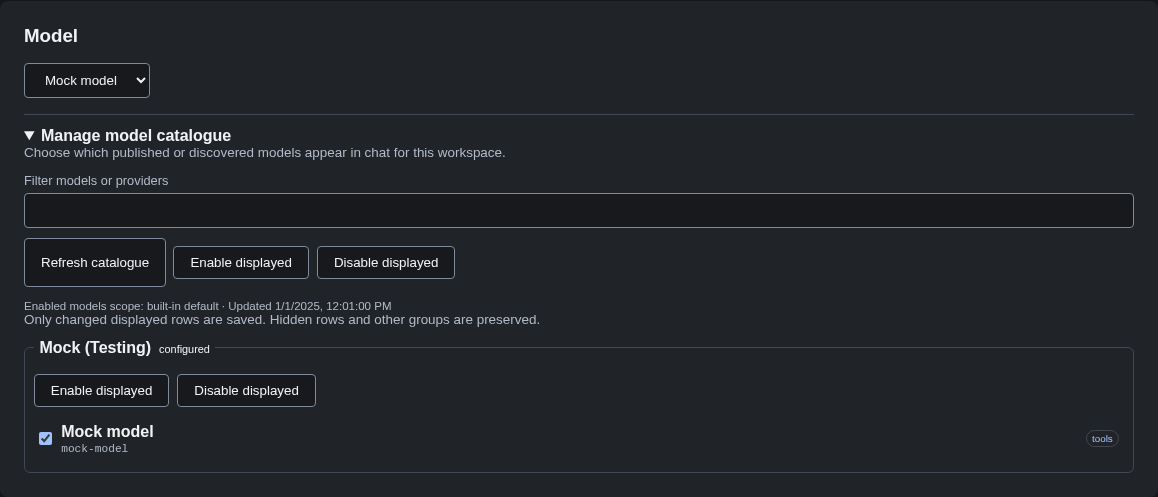 Model
Mock model
Manage model catalogue
Choose which published or discovered models appear in chat for this workspace.
Filter models or providers
Refresh catalogue Enable displayed Disable displayed
Enabled models scope: built-in default · Updated 1/1/2025, 12:01:00 PM
Only changed displayed rows are saved. Hidden rows and other groups are preserved.
Mock (Testing) configured
Enable displayed Disable displayed
Mock model
mock-model
tools